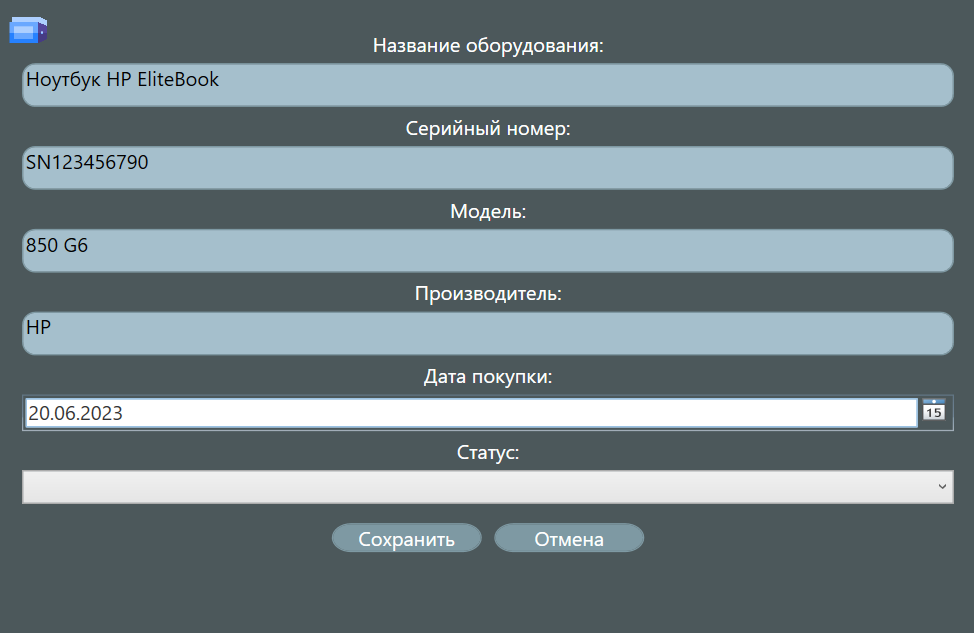 Название оборудования:
Ноутбук HP EliteBook
Серийный номер:
SN123456790
Модель:
850 G6
Производитель:
HP
Дата покупки:
20.06.2023
15
Статус:
Сохранить
Отмена